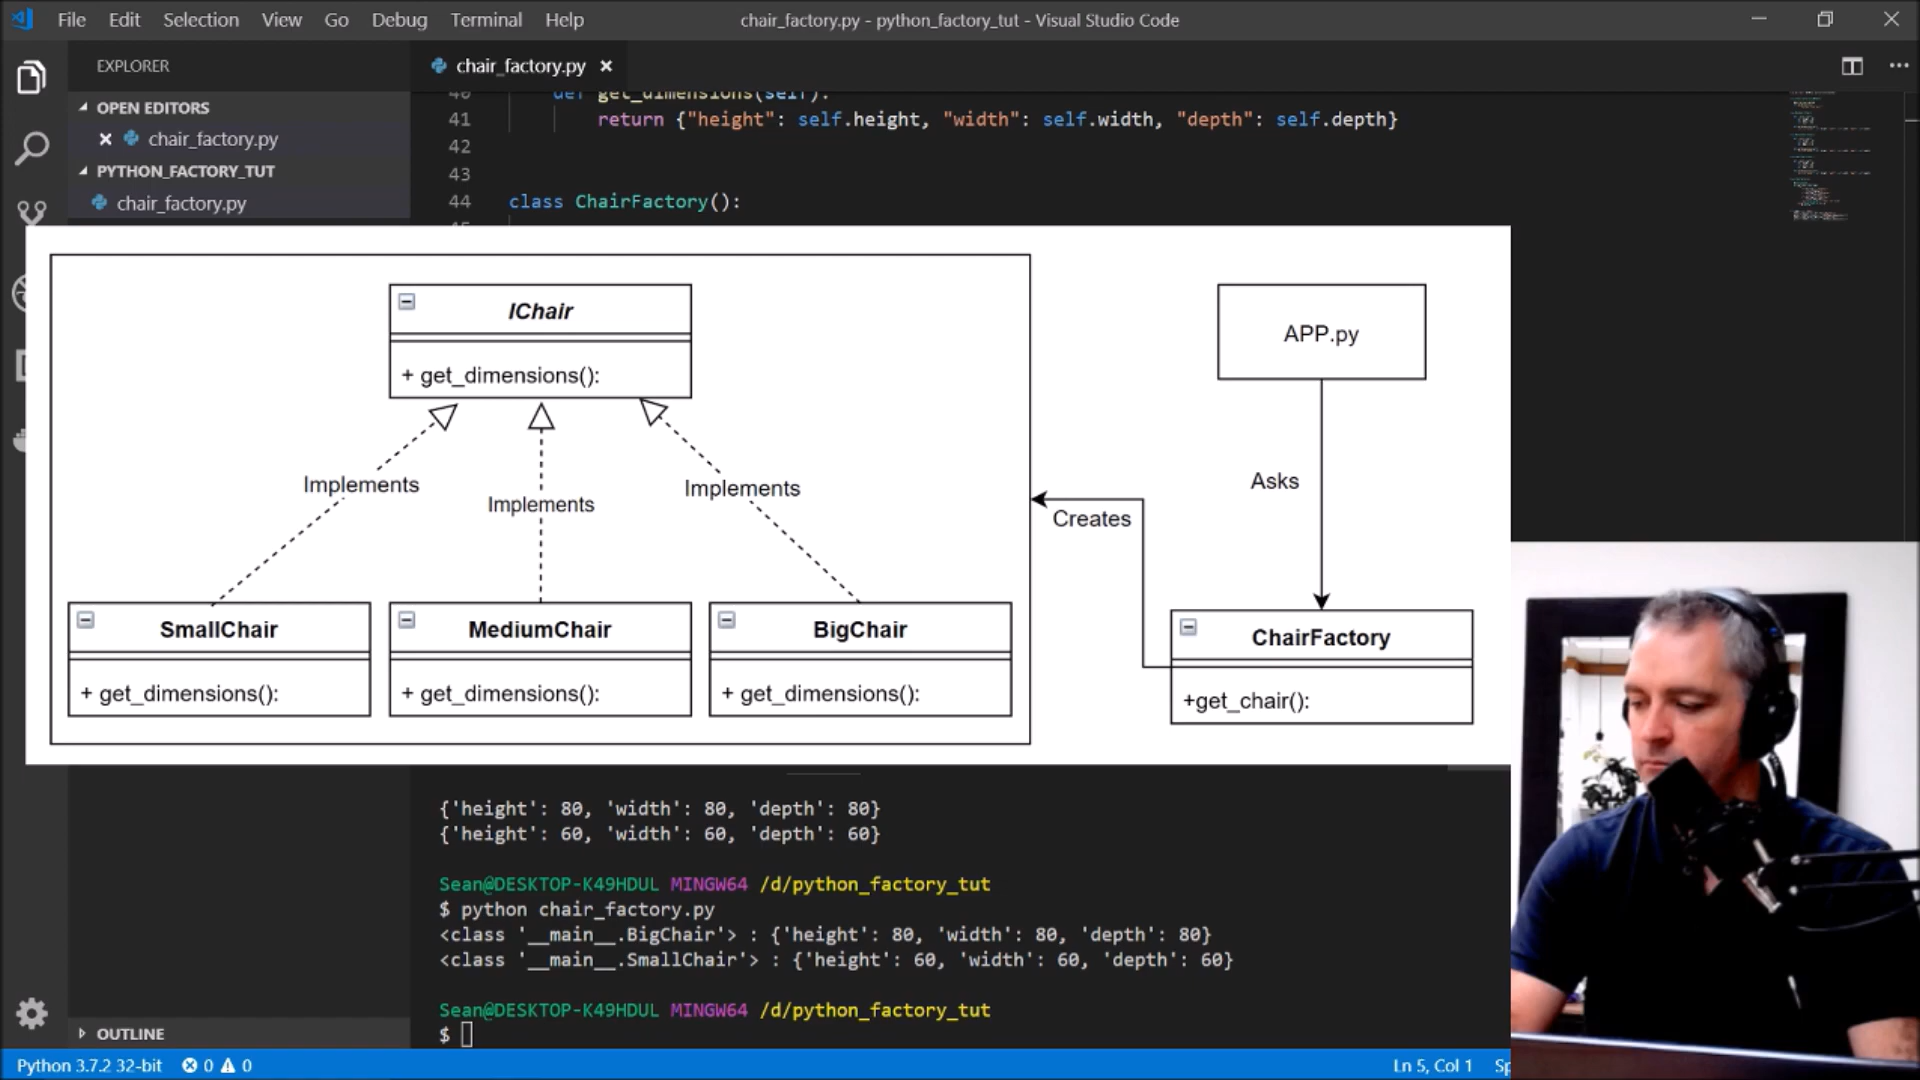 File Edit Selection View Go Debug Terminal Help
chair_factory.py - python_factory_tut - Visual Studio Code
EXPLORER
chair_factory.py
OPEN EDITORS
chair_factory.py
PYTHON_FACTORY_TUT
chair_factory.py
40 def get_dimensions(self):
41 return {"height": self.height, "width": self.width, "depth": self.depth}
42
43
44 class ChairFactory():
IChair
+ get_dimensions():
APP.py
Implements
Implements
Implements
Asks
Creates
SmallChair
+ get_dimensions():
MediumChair
+ get_dimensions():
BigChair
+ get_dimensions():
ChairFactory
+get_chair():
{'height': 80, 'width': 80, 'depth': 80}
{'height': 60, 'width': 60, 'depth': 60}
Sean@DESKTOP-K49HDUL MINGW64 /d/python_factory_tut
$ python chair_factory.py
<class '__main__.BigChair'> : {'height': 80, 'width': 80, 'depth': 80}
<class '__main__.SmallChair'> : {'height': 60, 'width': 60, 'depth': 60}
Sean@DESKTOP-K49HDUL MINGW64 /d/python_factory_tut
$
OUTLINE
Python 3.7.2 32-bit 0 0
Ln 5, Col 1